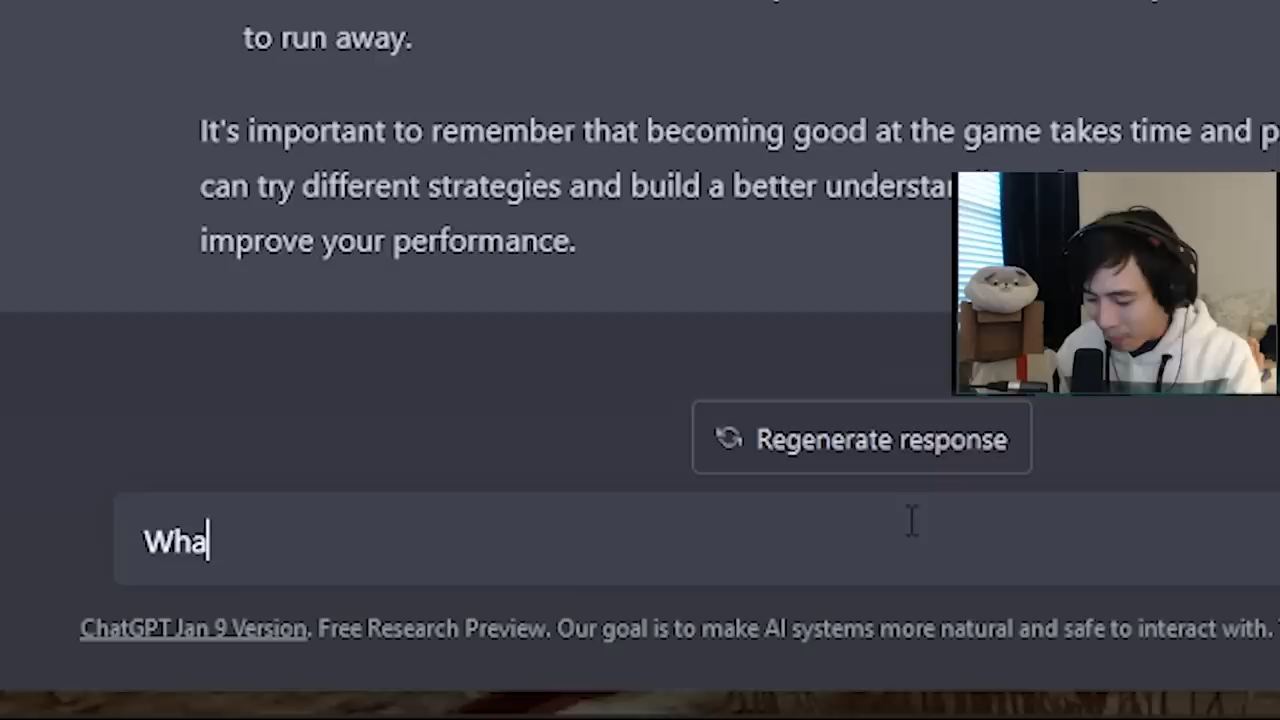 to run away.
It's important to remember that becoming good at the game takes time and
can try different strategies and build a better
improve your performance.
Regenerate response
Wha
ChatGPT Jan 9 Version. Free Research Preview. Our goal is to make AI systems more natural and safe to interact with.